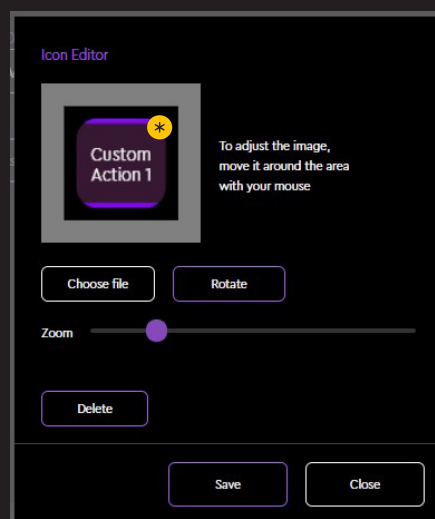 Icon Editor
Custom
Action 1
*
To adjust the image,
move it around the area
with your mouse
Choose file
Rotate
Zoom
Delete
Save
Close